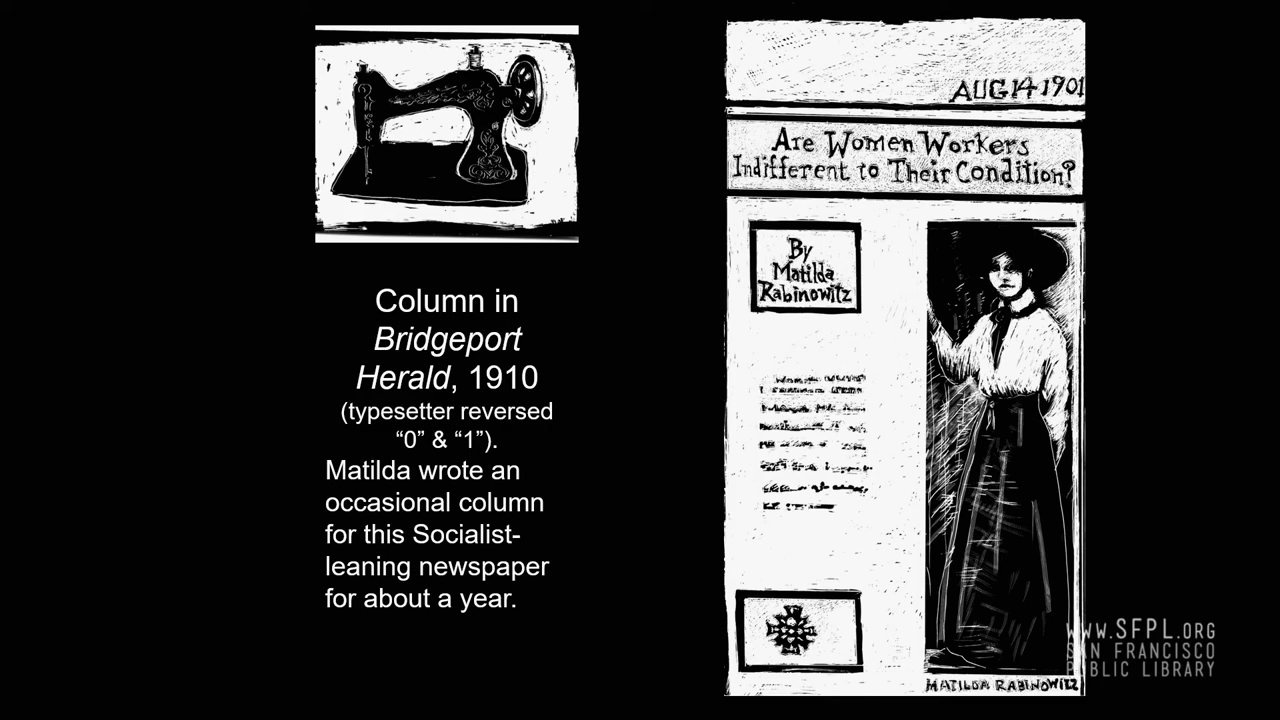 Column in
Bridgeport
Herald, 1910
(typesetter reversed
“0” & “1”).
Matilda wrote an
occasional column
for this Socialist-
leaning newspaper
for about a year.
AUG 14 1901
Are Women Workers
Indifferent to Their Condition?
By
Matilda
Rabinowitz
MATILDA RABINOWITZ
WWW.SFPL.ORG
SAN FRANCISCO
PUBLIC LIBRARY